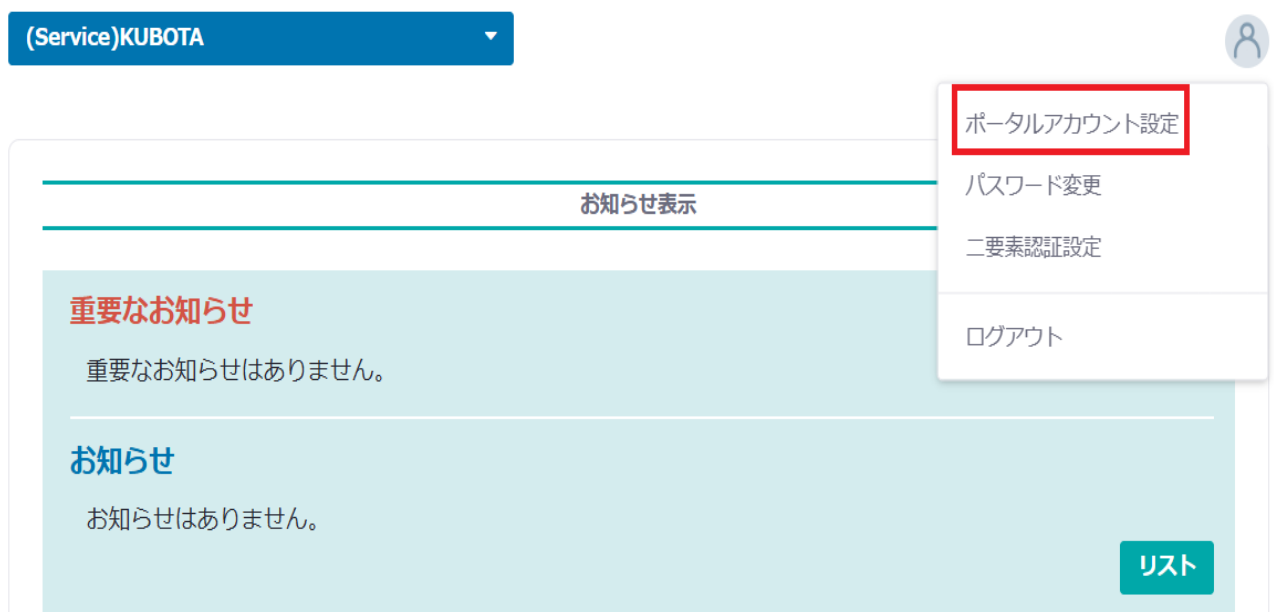 (Service)KUBOTA
ポータルアカウント設定
パスワード変更
二要素認証設定
ログアウト
お知らせ表示
重要なお知らせ
重要なお知らせはありません。
お知らせ
お知らせはありません。
リスト